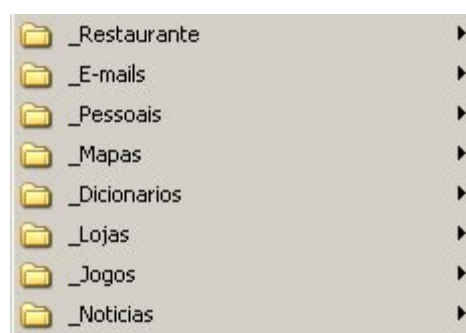 _Restaurante
_E-mails
_Pessoais
_Mapas
_Dicionarios
_Lojas
_Jogos
_Noticias